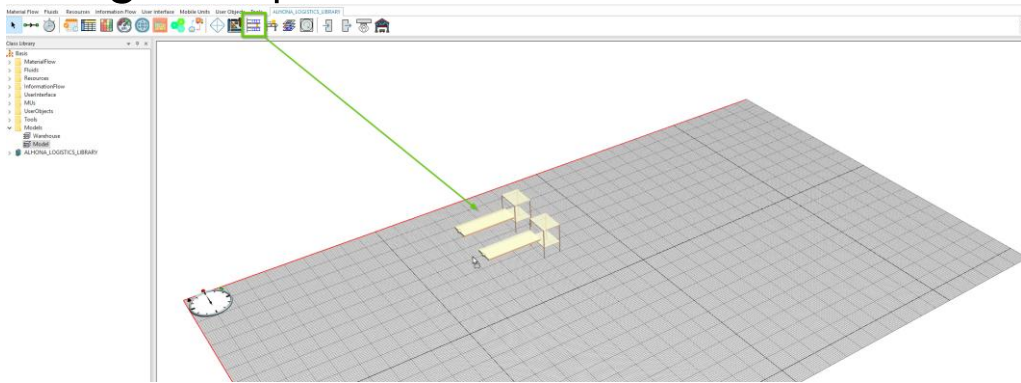 Material Flow Fluids Resources Information Flow User Interface Mobile Units User Objects Tools ALHONA_LOGISTICS_LIBRARY
Class Library
Basis
MaterialFlow
Fluids
Resources
InformationFlow
UserInterface
MUs
UserObjects
Tools
Models
Warehouse
Model
ALHONA_LOGISTICS_LIBRARY